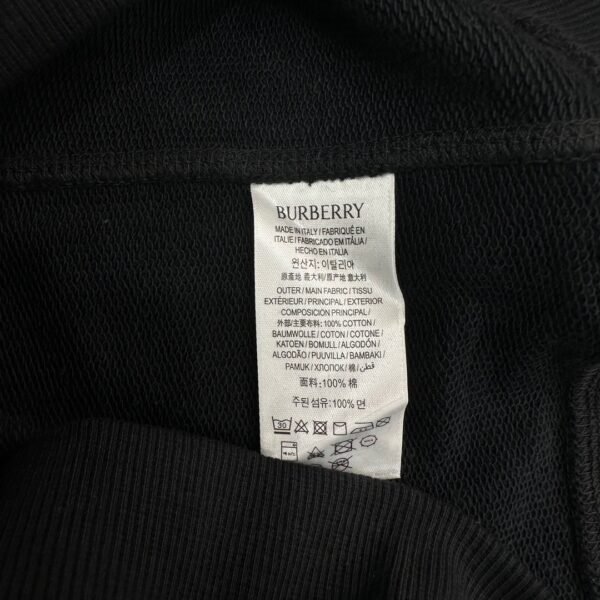 BURBERRY
MADE IN ITALY / FABRIQUÉ EN
ITALIE / FABRICADO EM ITÁLIA /
HECHO EN ITALIA
원산지: 이탈리아
原產地 義大利/原产地 意大利
OUTER / MAIN FABRIC / TISSU
EXTÉRIEUR / PRINCIPAL / EXTERIOR
COMPOSICIÓN PRINCIPAL /
外部/主要布料: 100% COTTON /
BAUMWOLLE / COTON / COTONE /
KATOEN / BOMULL / ALGODÓN /
ALGODÃO / PUUVILLA / BAMBAKI /
PAMUK / ХЛОПОК / 棉 / قطن
面料: 100% 棉
주된 섬유: 100% 면
30